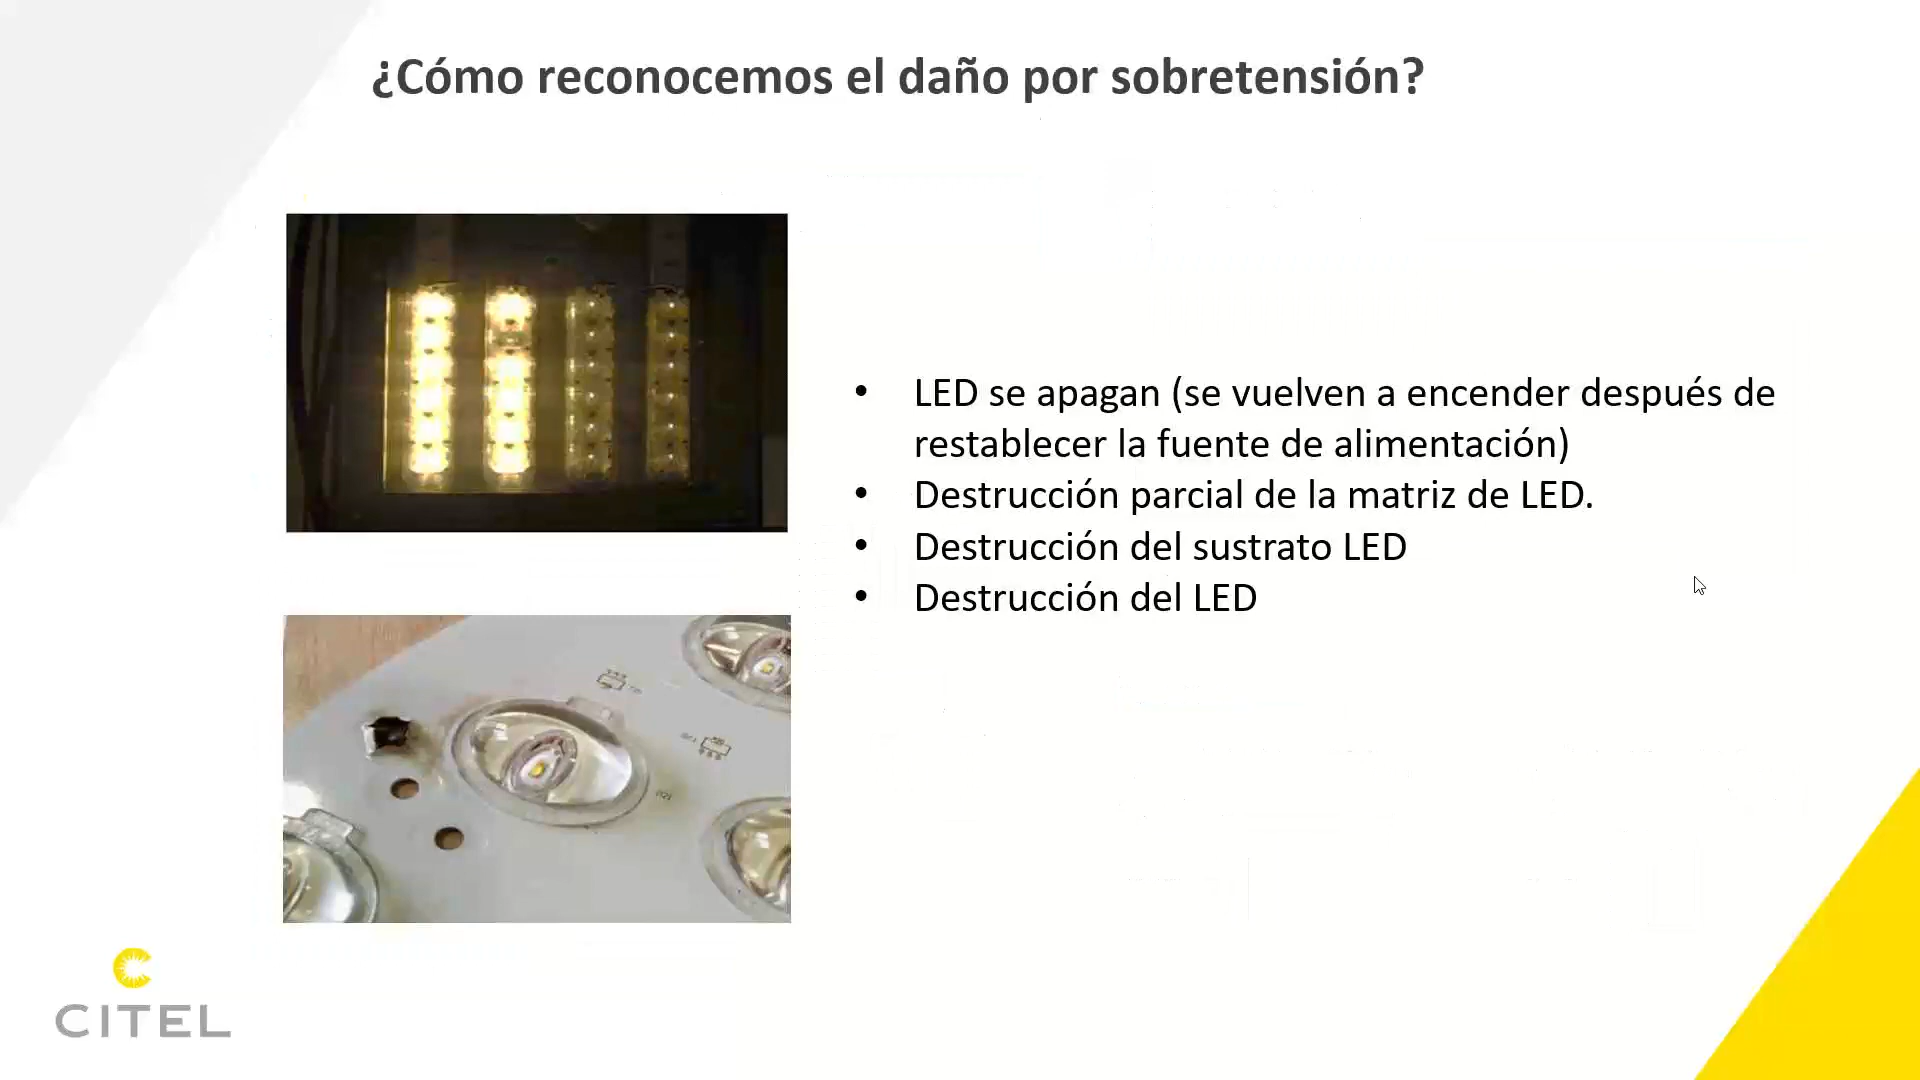 ¿Cómo reconocemos el daño por sobretensión?
• LED se apagan (se vuelven a encender después de
restablecer la fuente de alimentación)
• Destrucción parcial de la matriz de LED.
• Destrucción del sustrato LED
• Destrucción del LED
CITEL